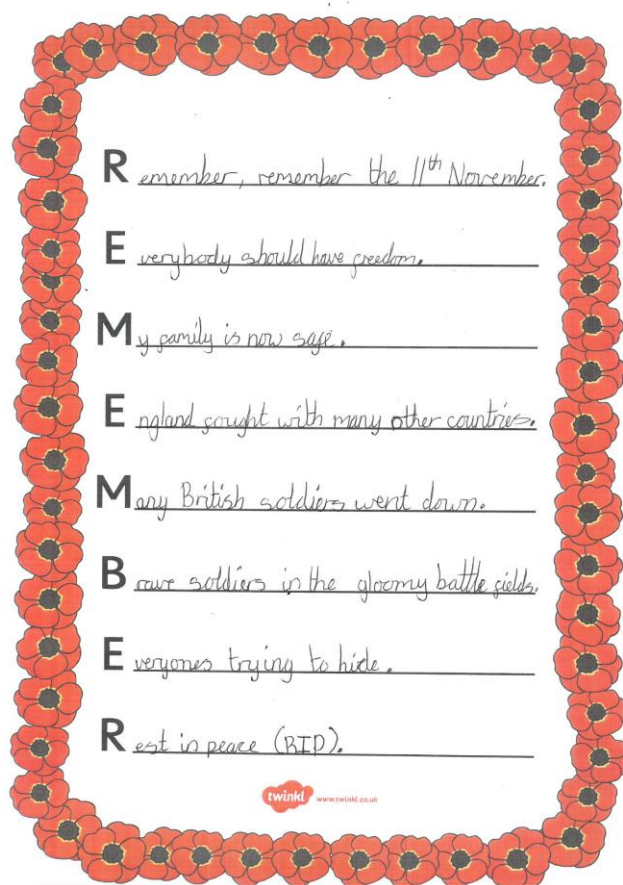 Remember, remember the 11th November.
Everybody should have freedom.
My family is now safe.
England fought with many other countries.
Many British soldiers went down.
Brave soldiers in the gloomy battle fields.
Everyones trying to hide.
Rest in peace (RIP).
twinkl www.twinkl.co.uk